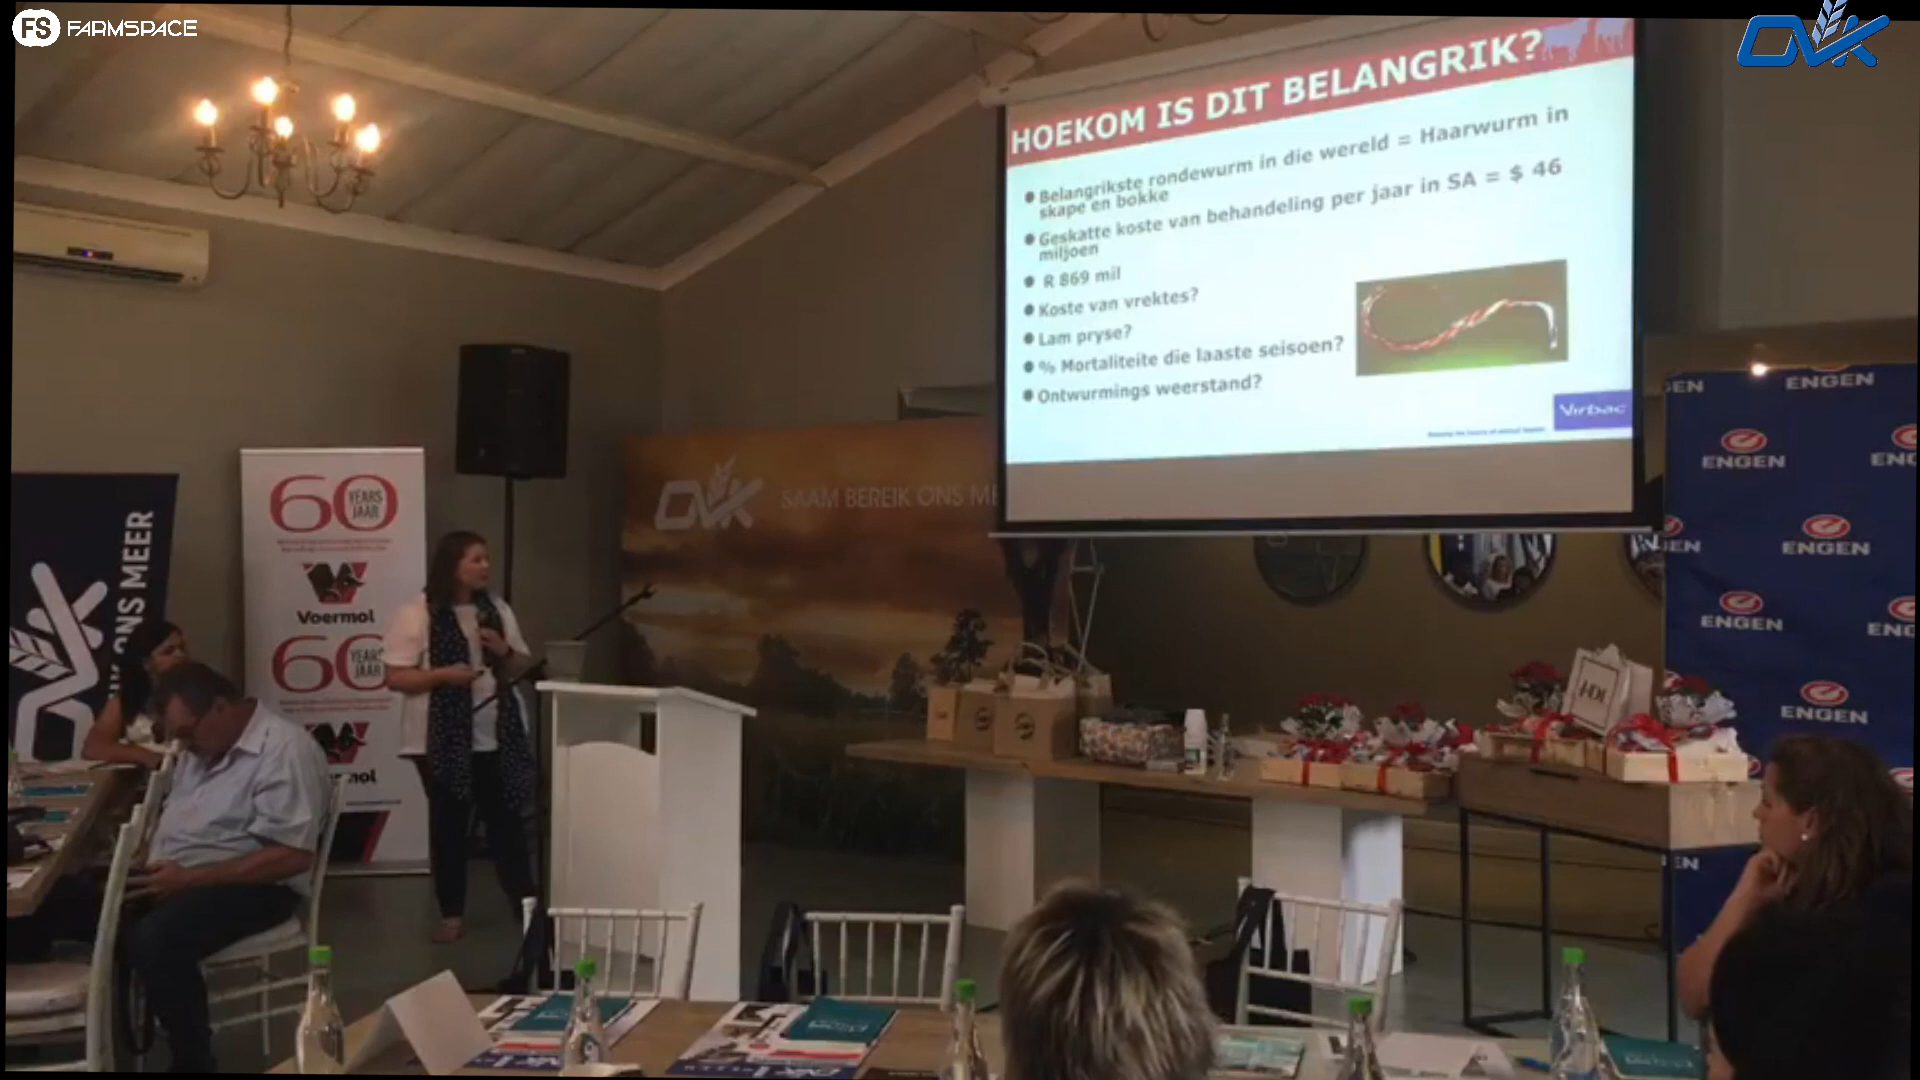 FS FARMSPACE
OVK
HOEKOM IS DIT BELANGRIK?
Belangrikste rondewurm in die wereld = Haarwurm in
skape en bokke
Geskatte koste van behandeling per jaar in SA = $ 46
miljoen
R 869 mil
Koste van vrektes?
Lam pryse?
% Mortaliteite die laaste seisoen?
Ontwurmings weerstand?
Virbac
60 YEARS
JAAR
Voermol
60 YEARS
JAAR
OVK SAAM BEREIK ONS ME
ONS MEER
ENGEN
ENGEN
ENGEN
ENGEN
ENGEN
ENGEN